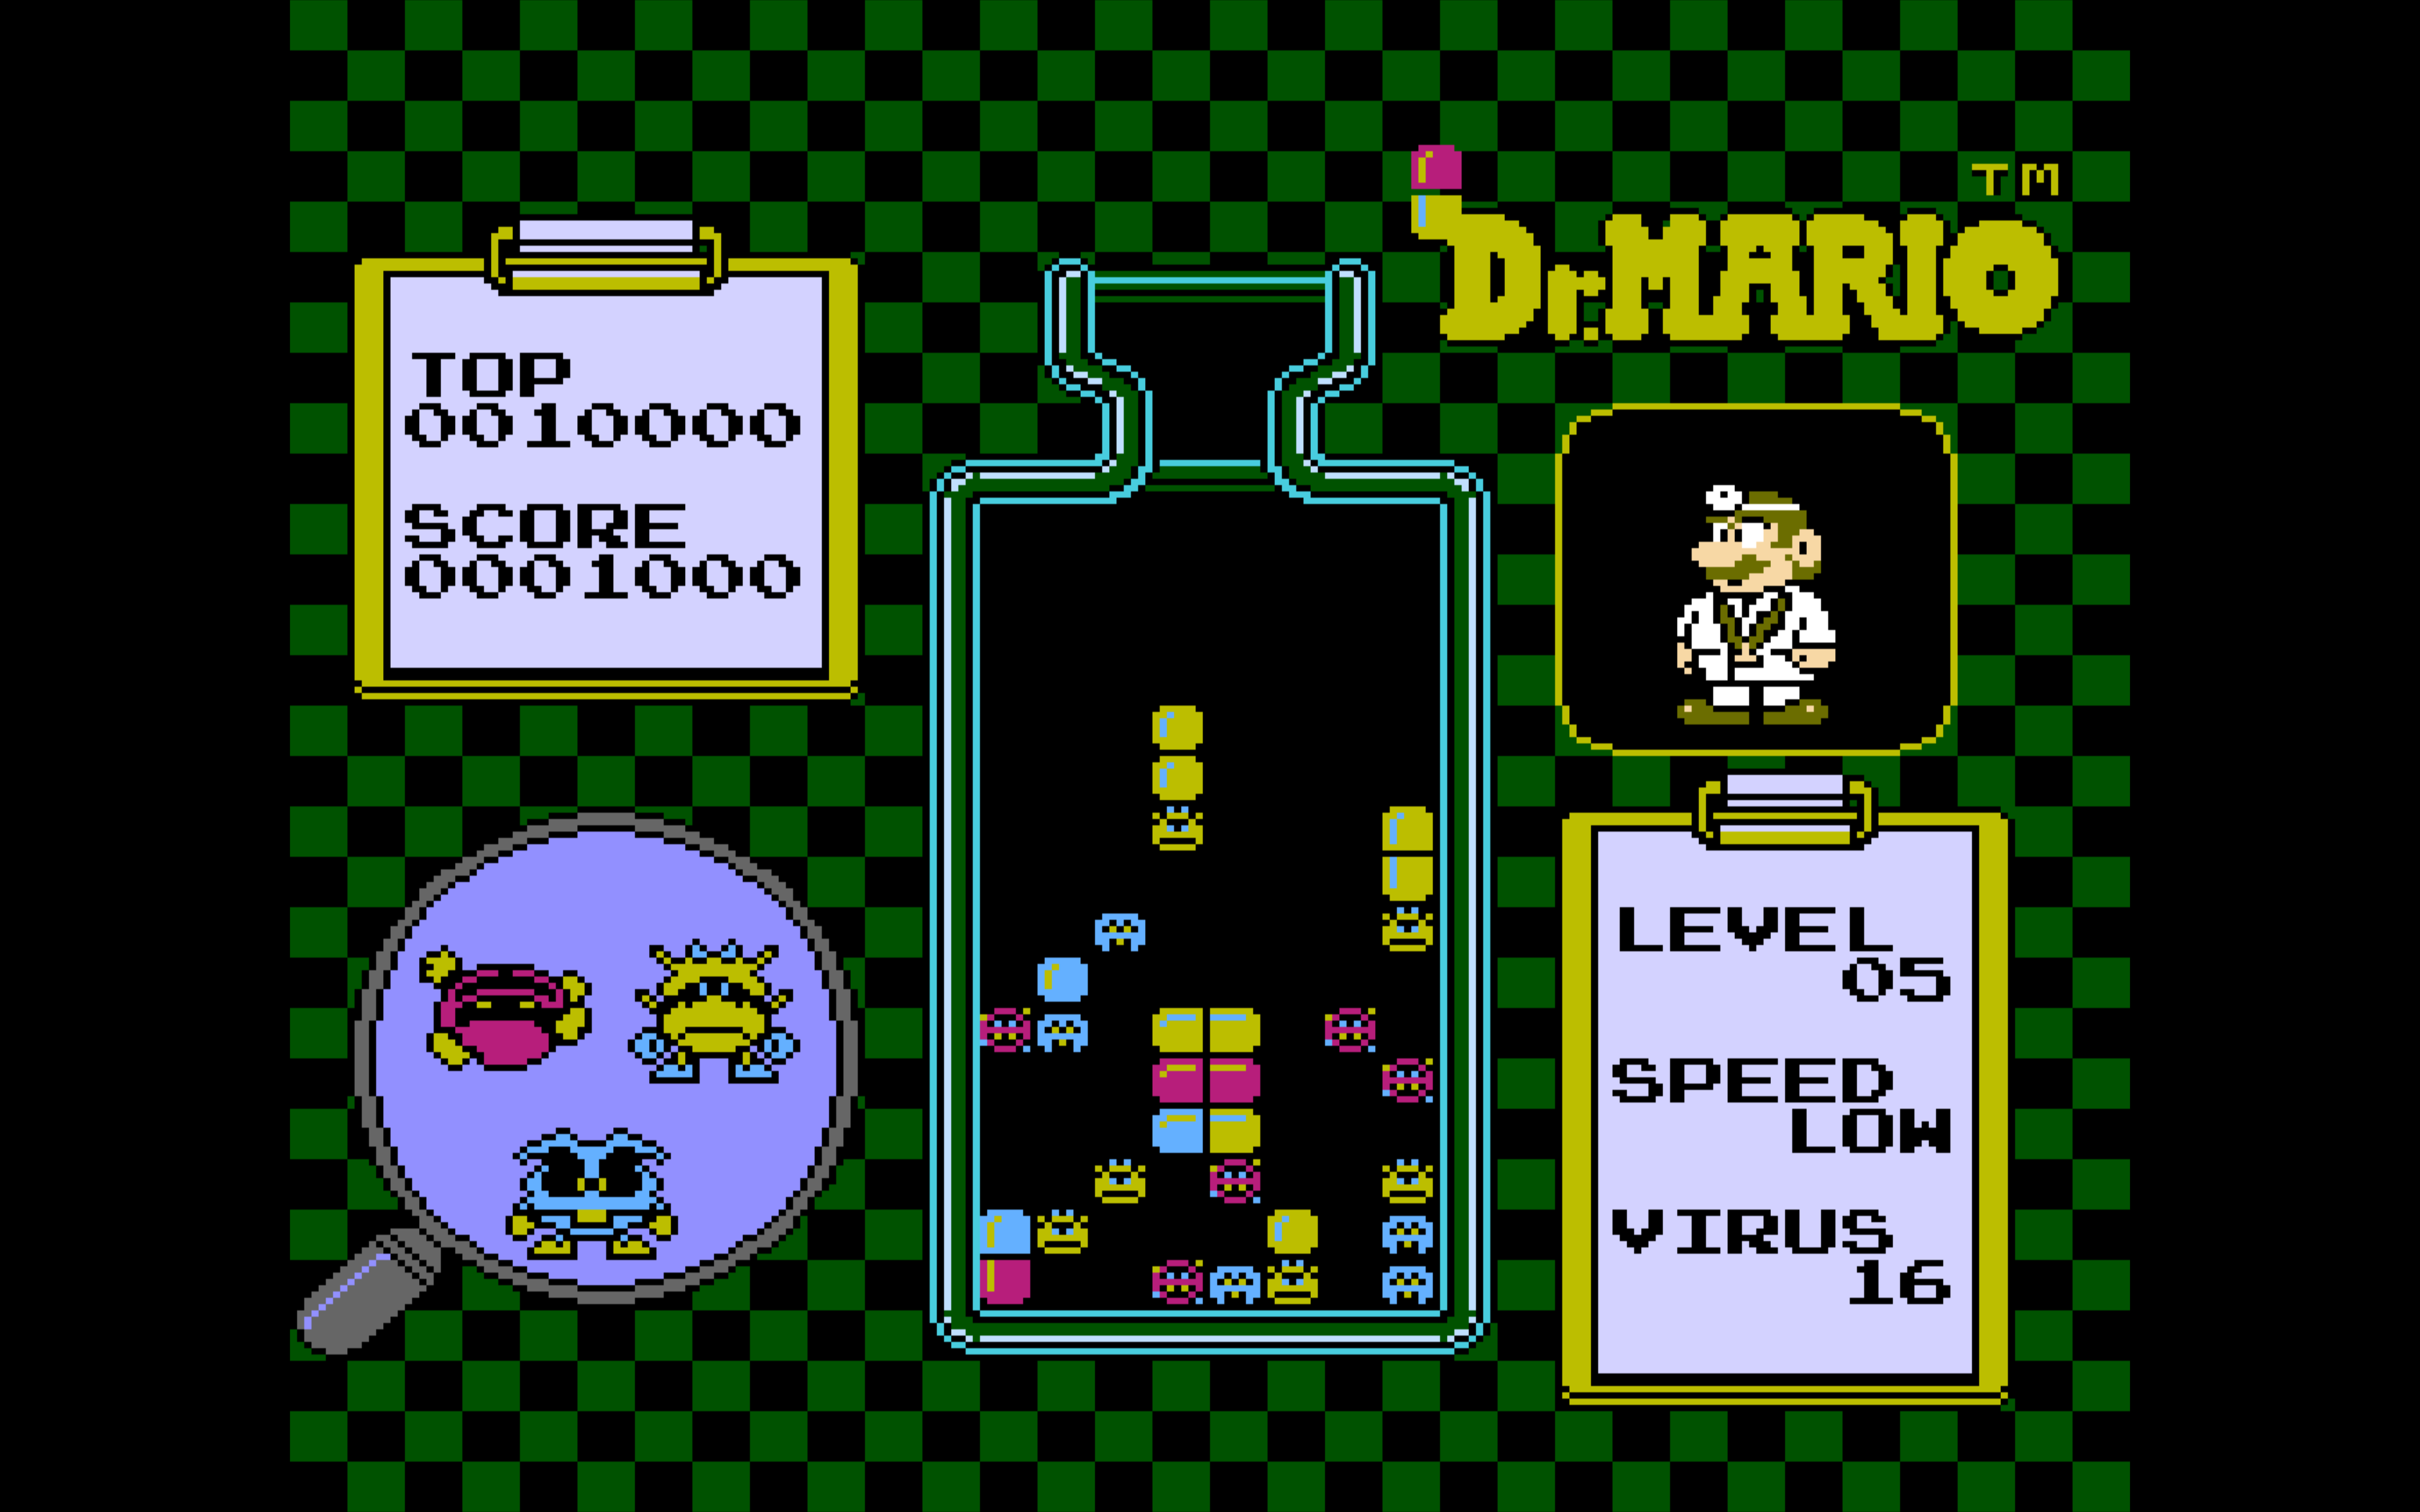 TOP
0010000
SCORE
0001000
Dr. MARIO TM
LEVEL
05
SPEED
LOW
VIRUS
16